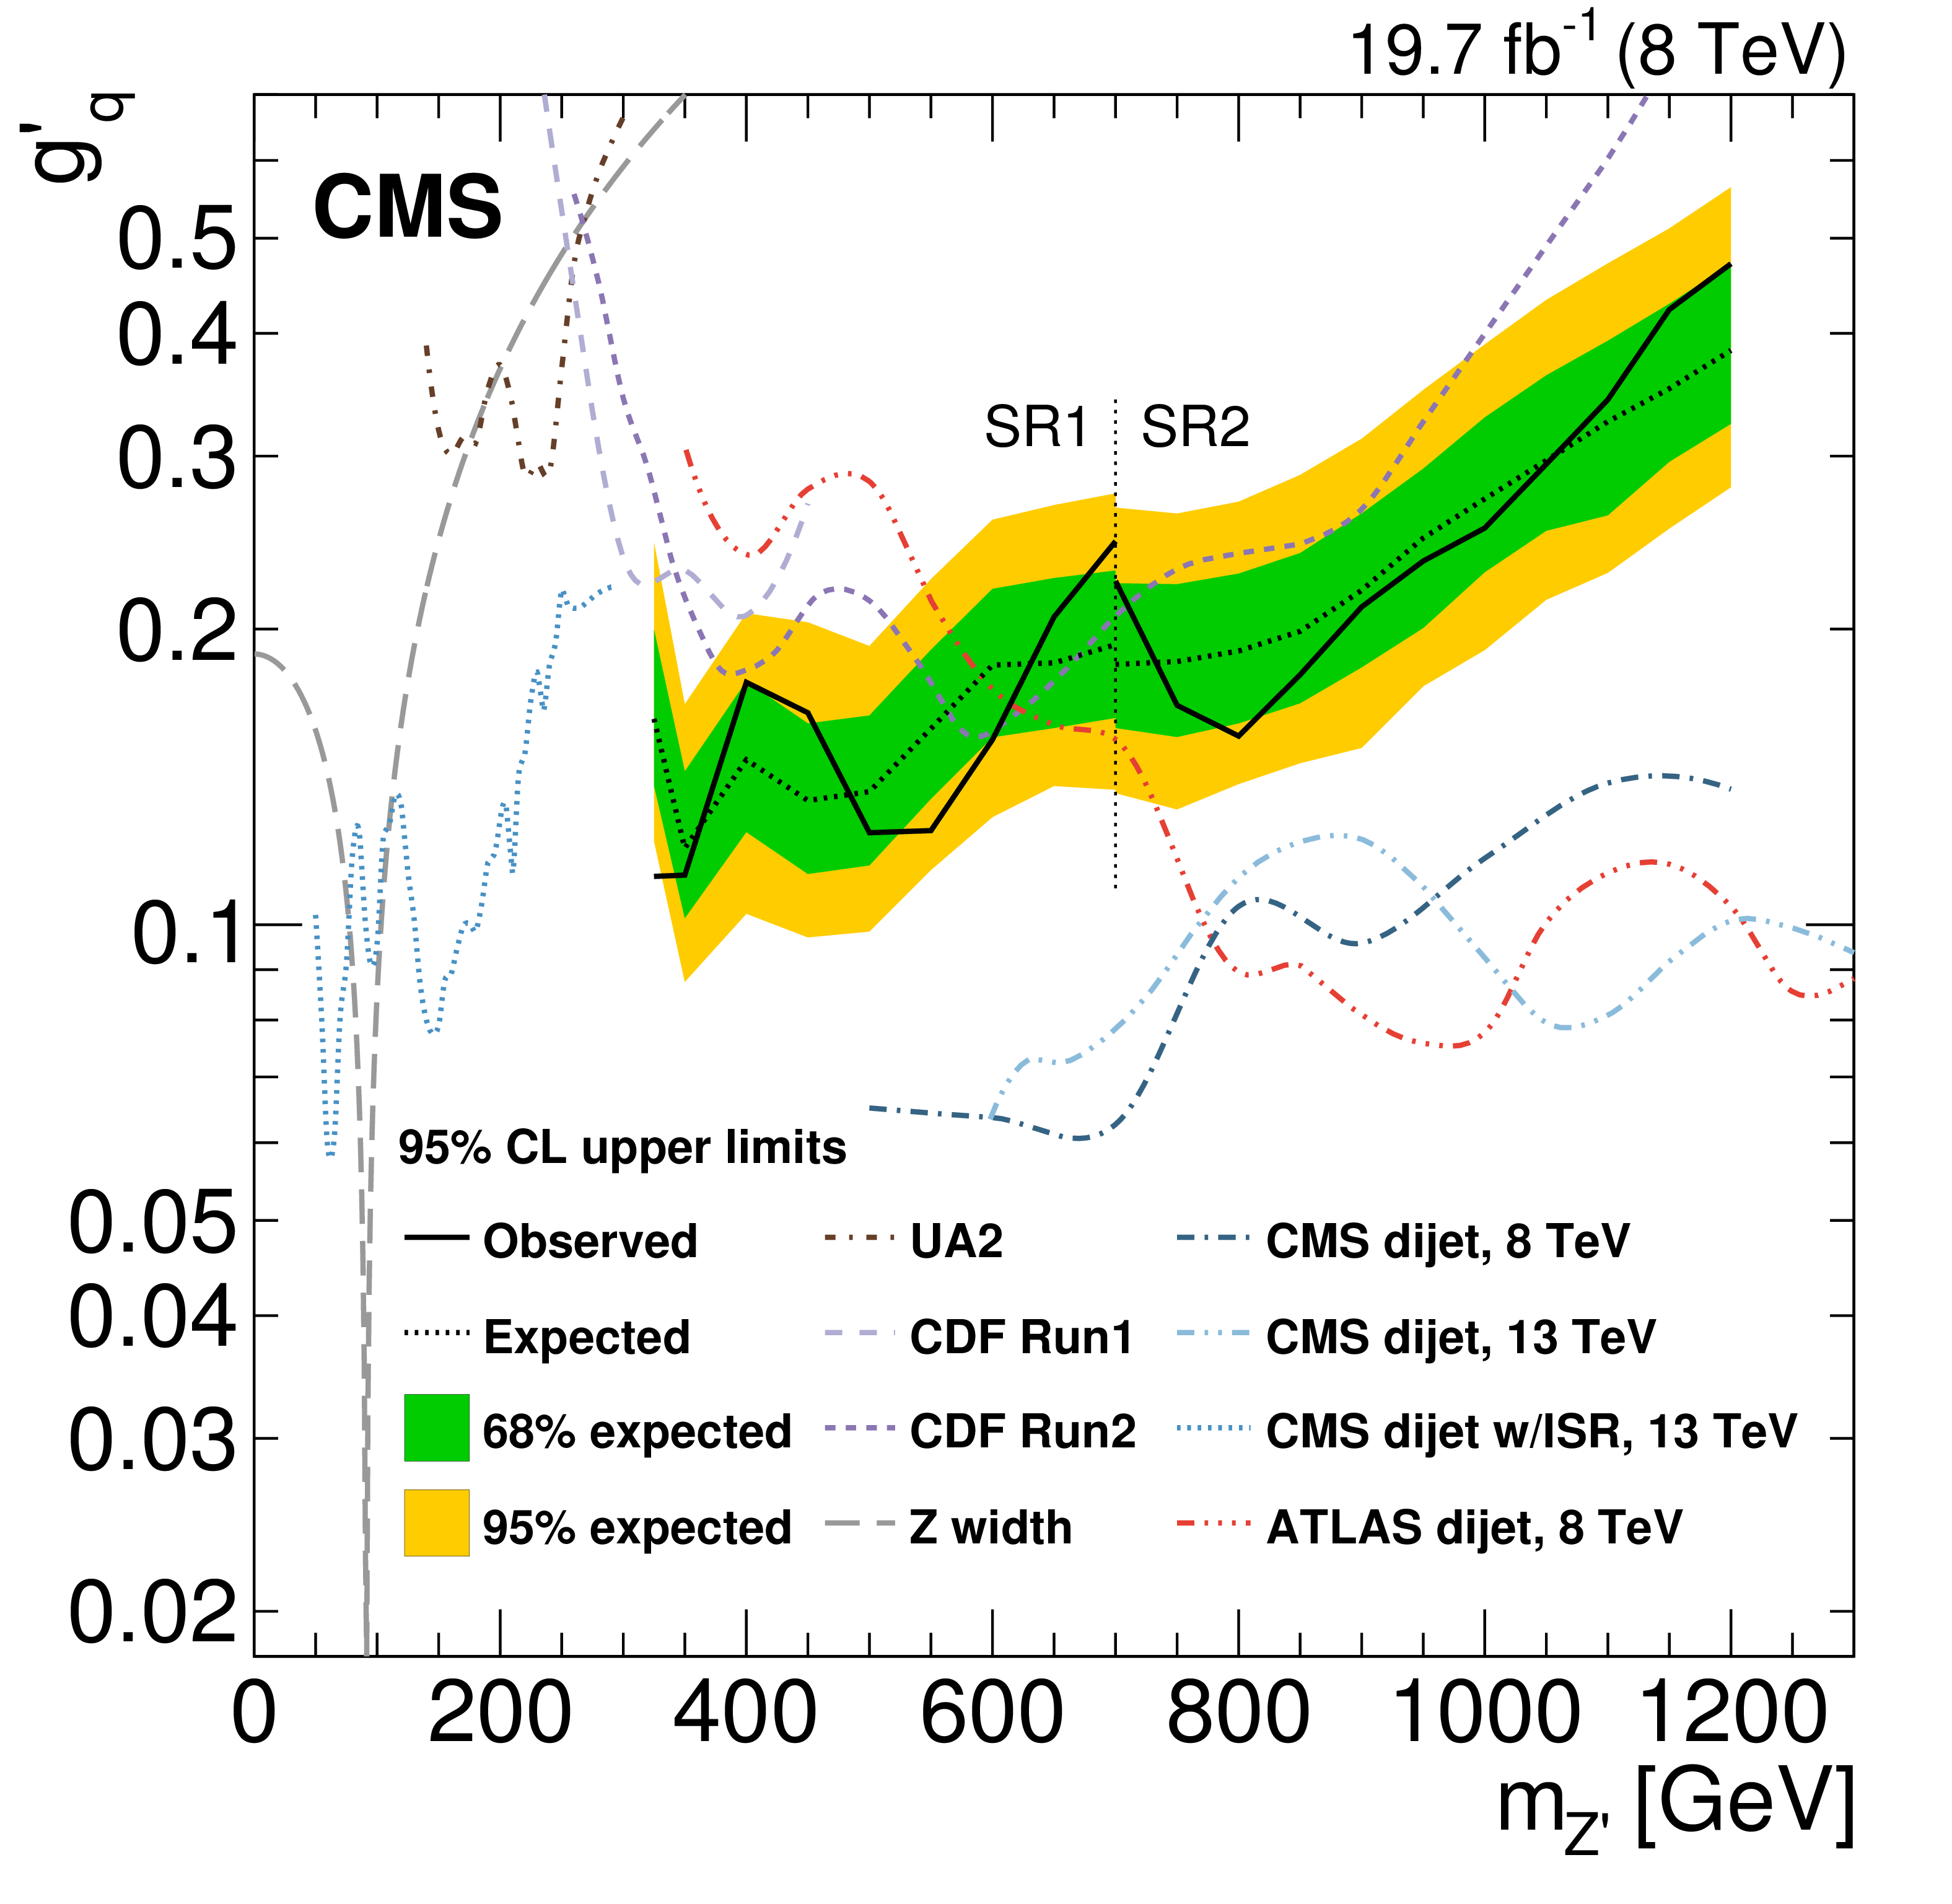 19.7 fb-1 (8 TeV)
g'q
CMS
0.5
0.4
SR1 SR2
0.3
0.2
0.1
95% CL upper limits
0.05
Observed UA2 CMS dijet, 8 TeV
0.04
Expected CDF Run1 CMS dijet, 13 TeV
0.03
68% expected CDF Run2 CMS dijet w/ISR, 13 TeV
95% expected Z width ATLAS dijet, 8 TeV
0.02
0 200 400 600 800 1000 1200
mZ' [GeV]